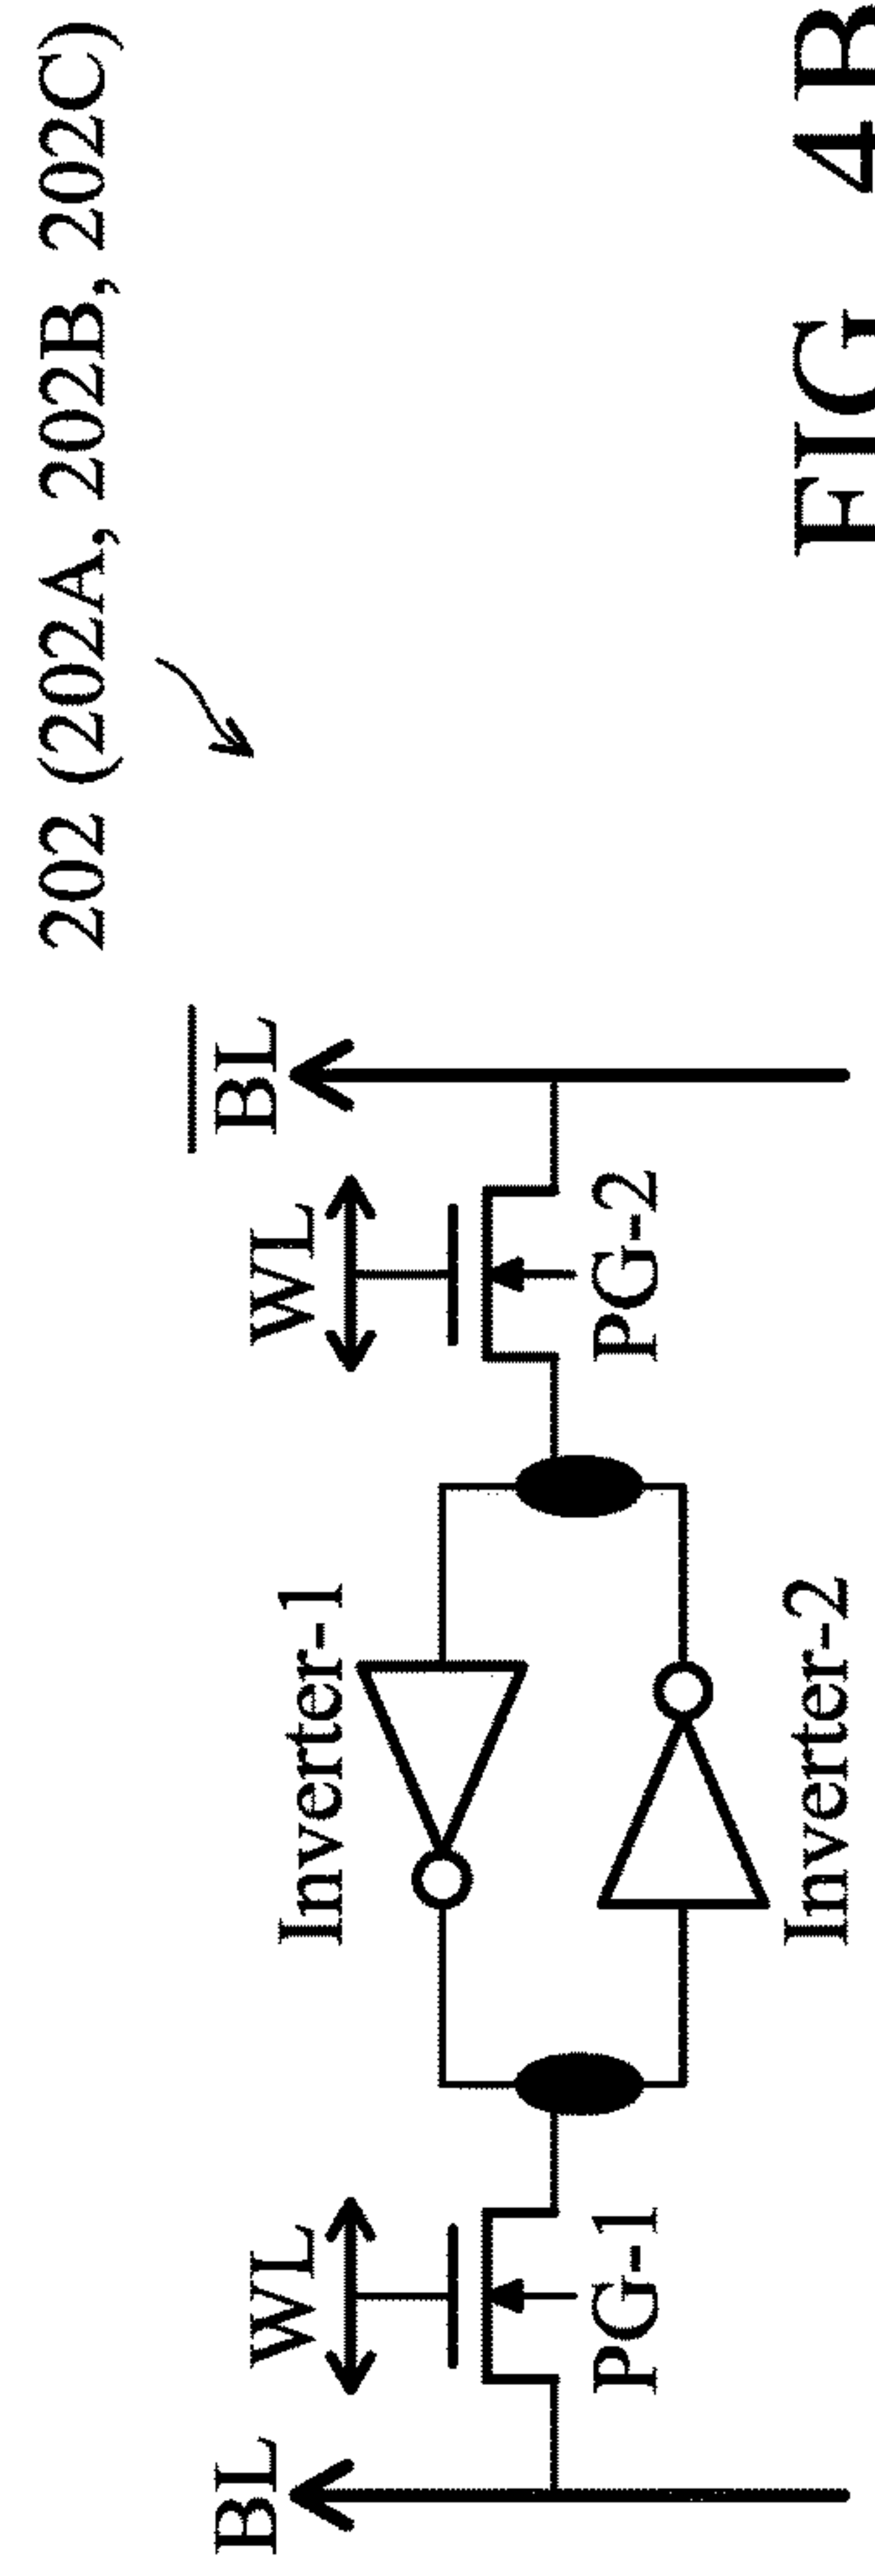 202 (202A, 202B, 202C)
BL
WL
WL
BL
Inverter-1
PG-1
PG-2
Inverter-2
FIG 4B